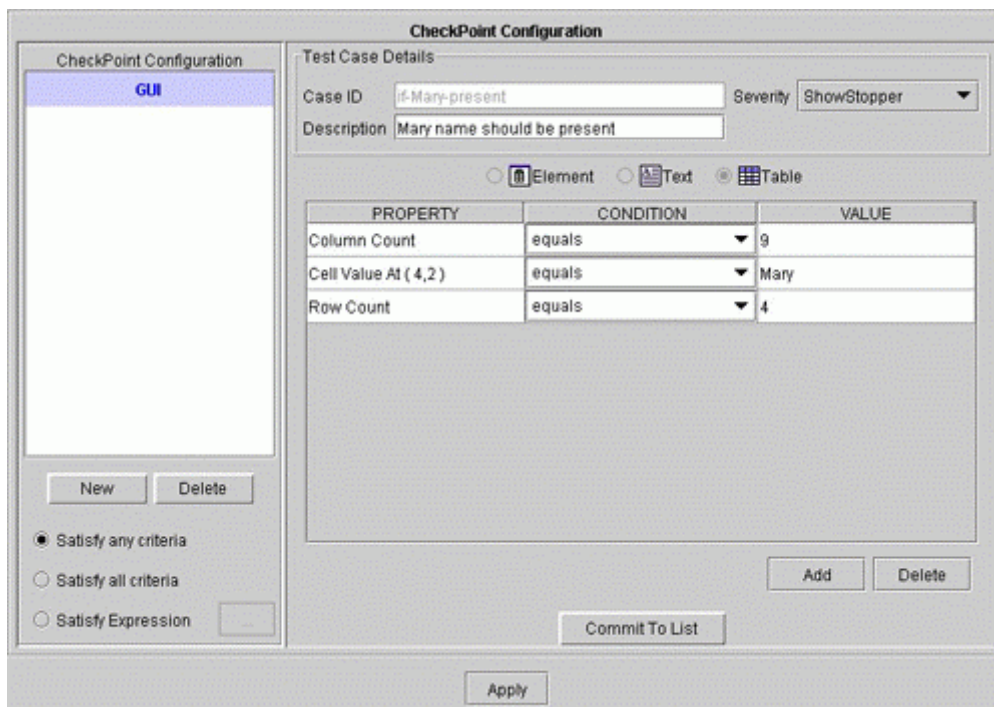 CheckPoint Configuration
CheckPoint Configuration
GUI
New Delete
Satisfy any criteria
Satisfy all criteria
Satisfy Expression ...
Test Case Details
Case ID if-Mary-present Severity ShowStopper
Description Mary name should be present
Element Text Table
PROPERTY CONDITION VALUE
Column Count equals 9
Cell Value At ( 4,2 ) equals Mary
Row Count equals 4
Add Delete
Commit To List
Apply